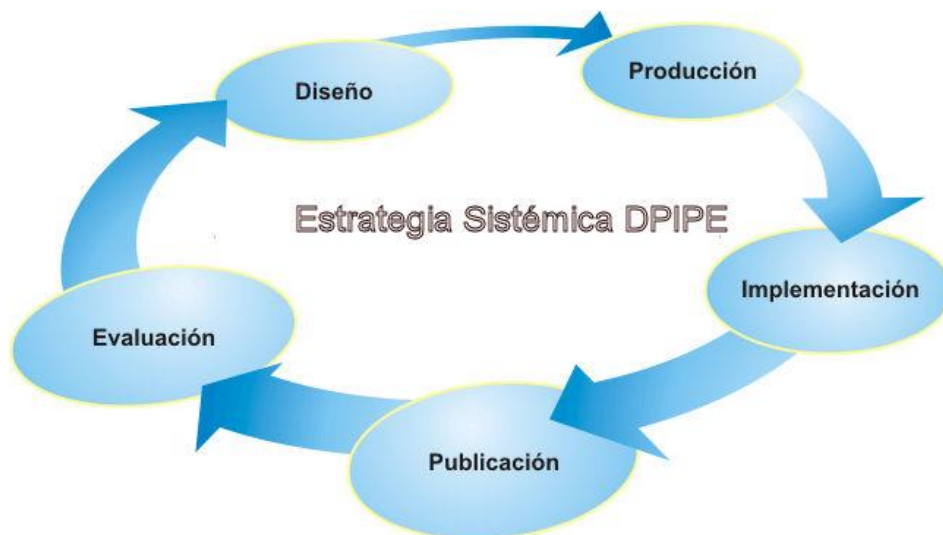 Diseño
Producción
Estrategia Sistémica DPIPE
Implementación
Evaluación
Publicación